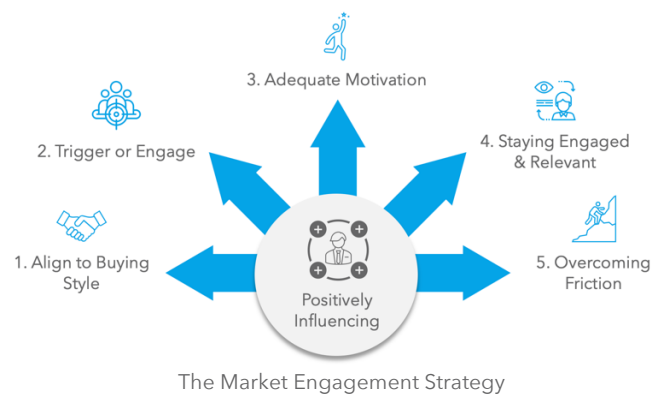 3. Adequate Motivation
2. Trigger or Engage
4. Staying Engaged
& Relevant
1. Align to Buying
Style
5. Overcoming
Friction
Positively
Influencing
The Market Engagement Strategy